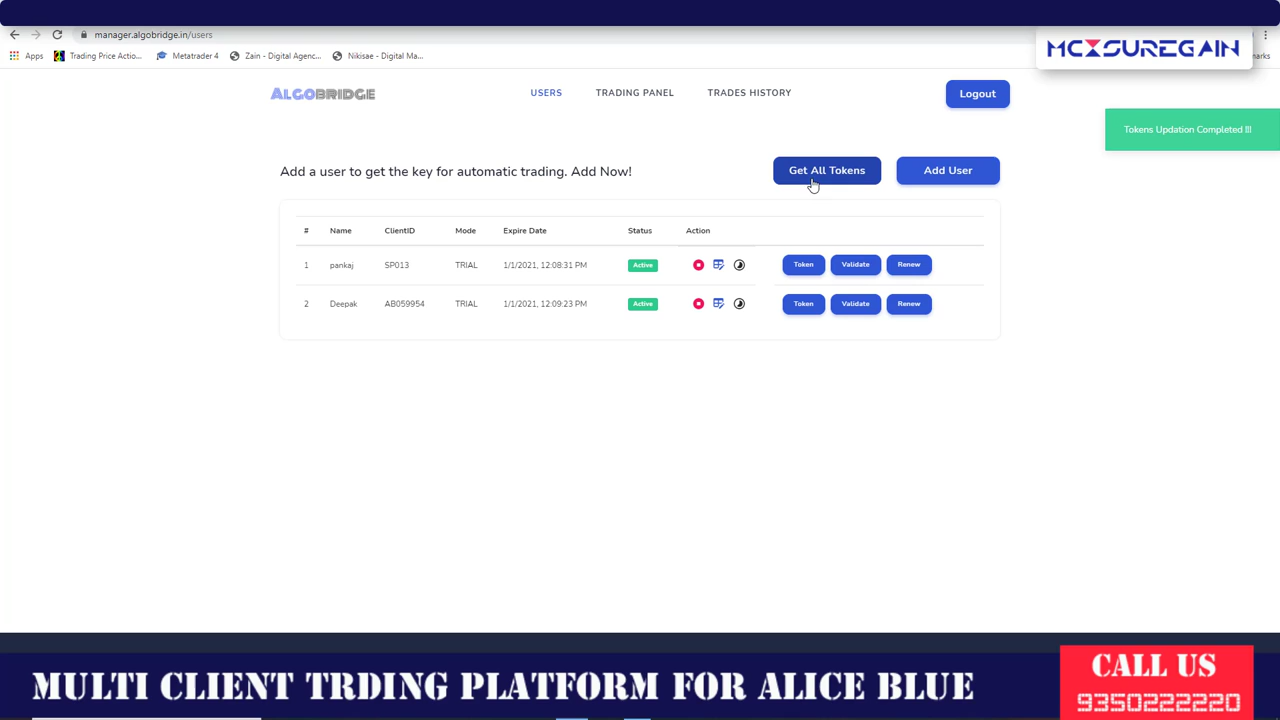 manager.algobridge.in/users
Apps Trading Price Actio... Metatrader 4 Zain - Digital Agenc... Nikisae - Digital Ma...
MCXSUREGAIN
marks
ALGOBRIDGE USERS TRADING PANEL TRADES HISTORY Logout
Tokens Updation Completed !!!
Add a user to get the key for automatic trading. Add Now! Get All Tokens Add User
# Name ClientID Mode Expire Date Status Action
1 pankaj SP013 TRIAL 1/1/2021, 12:08:31 PM Active Token Validate Renew
2 Deepak AB059954 TRIAL 1/1/2021, 12:09:23 PM Active Token Validate Renew
MULTI CLIENT TRDING PLATFORM FOR ALICE BLUE
CALL US
9350222220